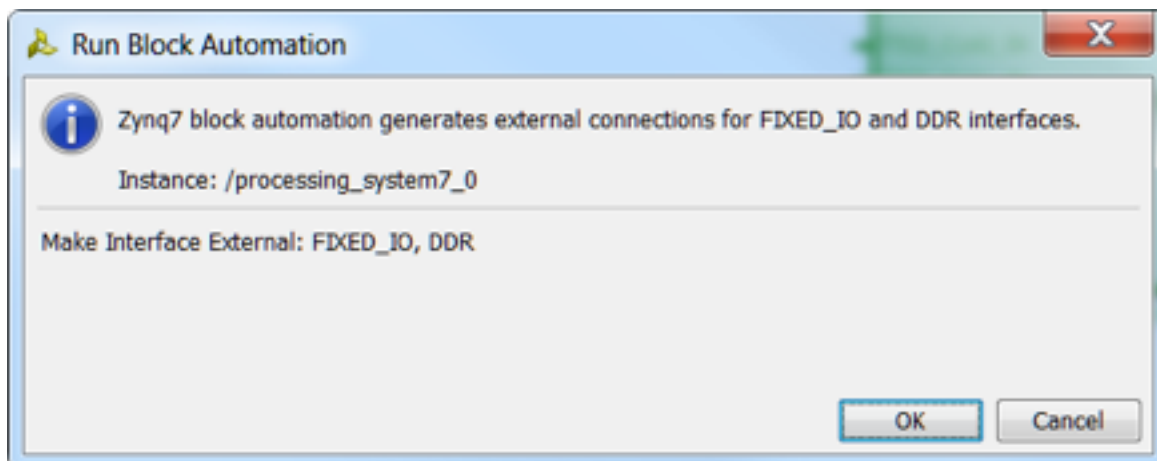 Run Block Automation
Zynq7 block automation generates external connections for FIXED_IO and DDR interfaces.
Instance: /processing_system7_0
Make Interface External: FIXED_IO, DDR
OK Cancel